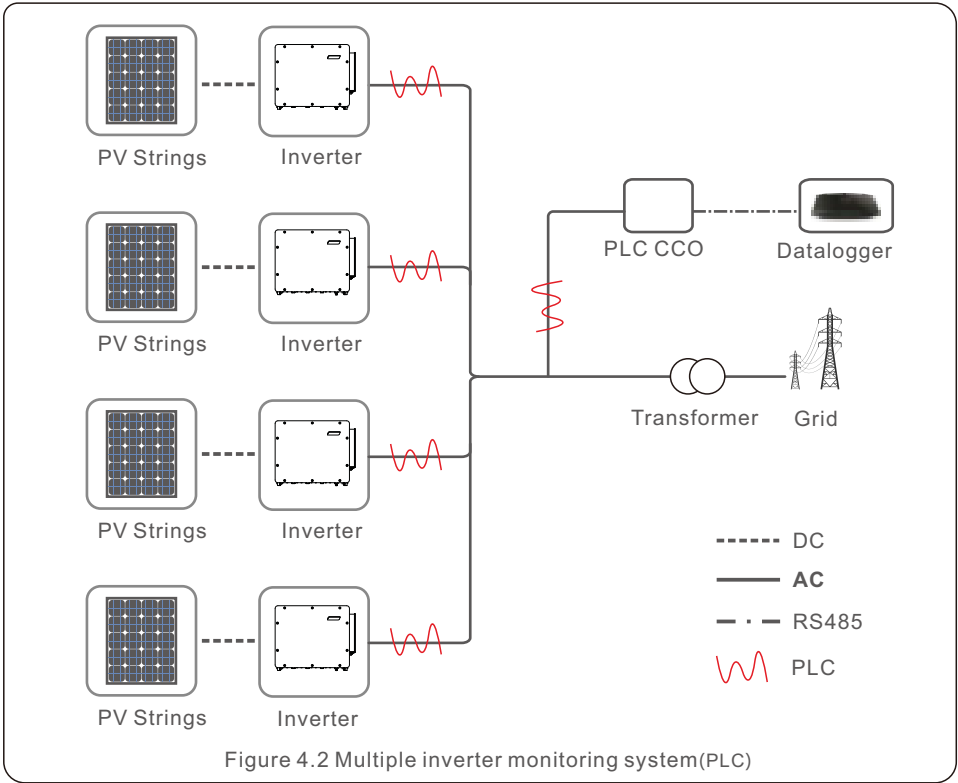 PV Strings
Inverter
PLC CCO
Datalogger
PV Strings
Inverter
Transformer
Grid
PV Strings
Inverter
DC
AC
RS485
PLC
PV Strings
Inverter
Figure 4.2 Multiple inverter monitoring system(PLC)